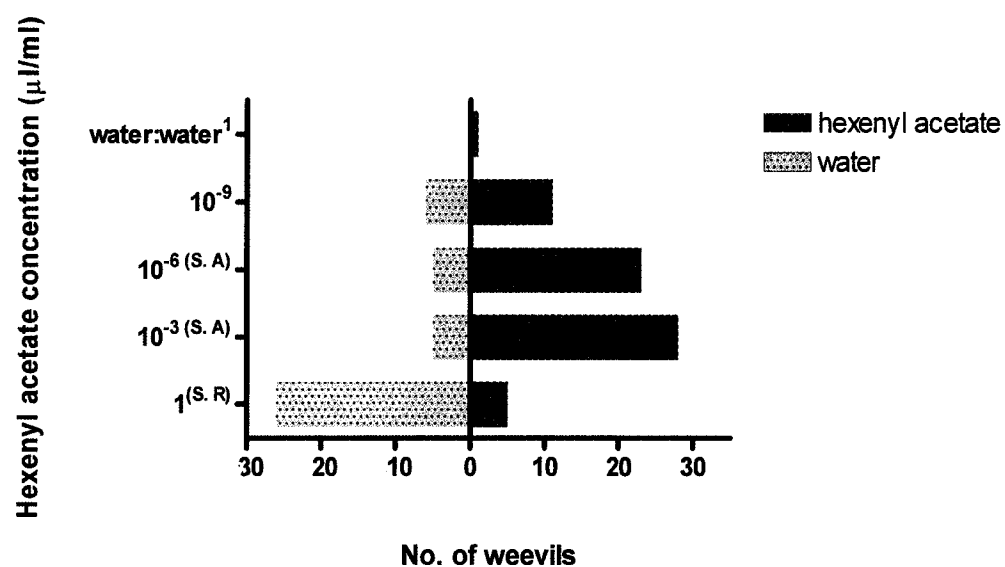 Hexenyl acetate concentration (µl/ml)
water:water¹
10⁻⁹
10⁻⁶ (S. A)
10⁻³ (S. A)
1(S. R)
30 20 10 0 10 20 30
No. of weevils
hexenyl acetate
water